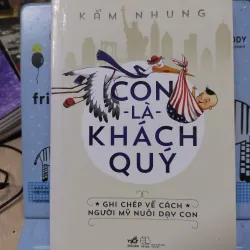 KẨM NHUNG
CON
-LÀ-
KHÁCH
QUÝ
★ GHI CHÉP VỀ CÁCH ★
NGƯỜI MỸ NUÔI DẠY CON